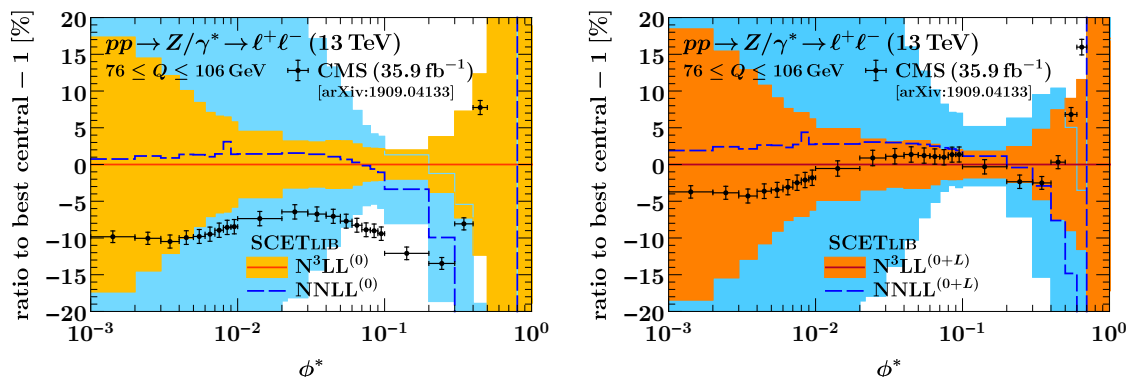 pp → Z/γ* → ℓ⁺ℓ⁻ (13 TeV)
76 ≤ Q ≤ 106 GeV
CMS (35.9 fb⁻¹)
[arXiv:1909.04133]
SCETLIB
N³LL⁽⁰⁾
NNLL⁽⁰⁾
ratio to best central − 1 [%]
20
15
10
5
0
−5
−10
−15
−20
10⁻³
10⁻²
10⁻¹
10⁰
ϕ*
pp → Z/γ* → ℓ⁺ℓ⁻ (13 TeV)
76 ≤ Q ≤ 106 GeV
CMS (35.9 fb⁻¹)
[arXiv:1909.04133]
SCETLIB
N³LL⁽⁰⁺ᴸ⁾
NNLL⁽⁰⁺ᴸ⁾
ratio to best central − 1 [%]
20
15
10
5
0
−5
−10
−15
−20
10⁻³
10⁻²
10⁻¹
10⁰
ϕ*